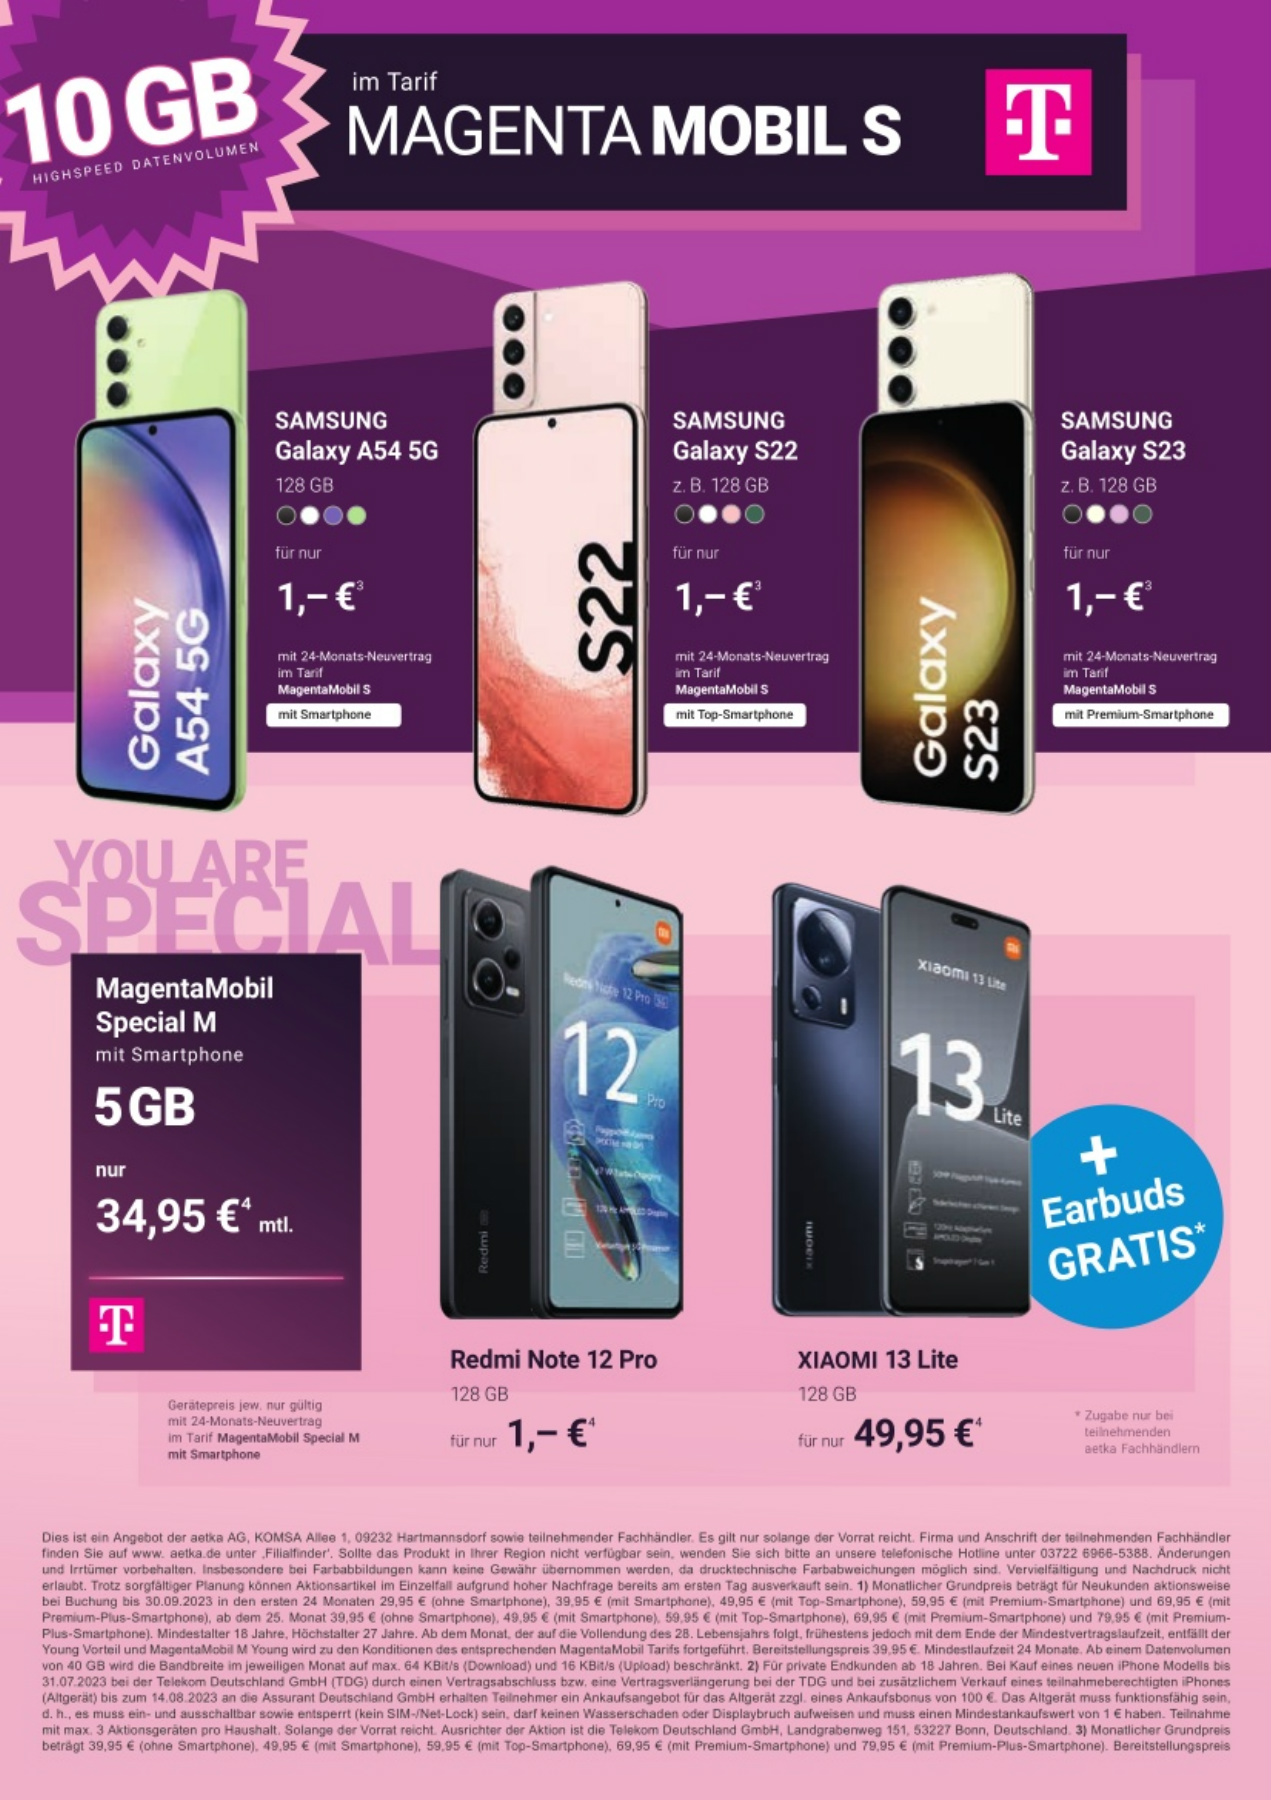 10 GB
HIGHSPEED DATENVOLUMEN
im Tarif
MAGENTA MOBIL S
T
SAMSUNG
Galaxy A54 5G
128 GB
für nur
1,– €³
mit 24-Monats-Neuvertrag
im Tarif
MagentaMobil S
mit Smartphone
Galaxy
A54 5G
SAMSUNG
Galaxy S22
z. B. 128 GB
für nur
1,– €³
mit 24-Monats-Neuvertrag
im Tarif
MagentaMobil S
mit Top-Smartphone
S22
SAMSUNG
Galaxy S23
z. B. 128 GB
für nur
1,– €³
mit 24-Monats-Neuvertrag
im Tarif
MagentaMobil S
mit Premium-Smartphone
Galaxy
S23
YOU ARE
SPECIAL
MagentaMobil
Special M
mit Smartphone
5 GB
nur
34,95 €⁴ mtl.
T
Gerätepreis jew. nur gültig
mit 24-Monats-Neuvertrag
im Tarif MagentaMobil Special M
mit Smartphone
Redmi Note 12 Pro
12 Pro
Redmi
Redmi Note 12 Pro
128 GB
für nur 1,– €⁴
Xiaomi 13 Lite
13 Lite
xiaomi
XIAOMI 13 Lite
128 GB
für nur 49,95 €⁴
+
Earbuds
GRATIS*
* Zugabe nur bei
teilnehmenden
aetka Fachhändlern
Dies ist ein Angebot der aetka AG, KOMSA Allee 1, 09232 Hartmannsdorf sowie teilnehmender Fachhändler. Es gilt nur solange der Vorrat reicht. Firma und Anschrift der teilnehmenden Fachhändler
finden Sie auf www. aetka.de unter ‚Filialfinder'. Sollte das Produkt in Ihrer Region nicht verfügbar sein, wenden Sie sich bitte an unsere telefonische Hotline unter 03722 6966-5388. Änderungen
und Irrtümer vorbehalten. Insbesondere bei Farbabbildungen kann keine Gewähr übernommen werden, da drucktechnische Farbabweichungen möglich sind. Vervielfältigung und Nachdruck nicht
erlaubt. Trotz sorgfältiger Planung können Aktionsartikel im Einzelfall aufgrund hoher Nachfrage bereits am ersten Tag ausverkauft sein. 1) Monatlicher Grundpreis beträgt für Neukunden aktionsweise
bei Buchung bis 30.09.2023 in den ersten 24 Monaten 29,95 € (ohne Smartphone), 39,95 € (mit Smartphone), 49,95 € (mit Top-Smartphone), 59,95 € (mit Premium-Smartphone) und 69,95 € (mit
Premium-Plus-Smartphone), ab dem 25. Monat 39,95 € (ohne Smartphone), 49,95 € (mit Smartphone), 59,95 € (mit Top-Smartphone), 69,95 € (mit Premium-Smartphone) und 79,95 € (mit Premium-
Plus-Smartphone). Mindestalter 18 Jahre, Höchstalter 27 Jahre. Ab dem Monat, der auf die Vollendung des 28. Lebensjahrs folgt, frühestens jedoch mit dem Ende der Mindestvertragslaufzeit, entfällt der
Young Vorteil und MagentaMobil M Young wird zu den Konditionen des entsprechenden MagentaMobil Tarifs fortgeführt. Bereitstellungspreis 39,95 €. Mindestlaufzeit 24 Monate. Ab einem Datenvolumen
von 40 GB wird die Bandbreite im jeweiligen Monat auf max. 64 KBit/s (Download) und 16 KBit/s (Upload) beschränkt. 2) Für private Endkunden ab 18 Jahren. Bei Kauf eines neuen iPhone Modells bis
31.07.2023 bei der Telekom Deutschland GmbH (TDG) durch einen Vertragsabschluss bzw. eine Vertragsverlängerung bei der TDG und bei zusätzlichem Verkauf eines teilnahmeberechtigten iPhones
(Altgerät) bis zum 14.08.2023 an die Assurant Deutschland GmbH erhalten Teilnehmer ein Ankaufsangebot für das Altgerät zzgl. eines Ankaufsbonus von 100 €. Das Altgerät muss funktionsfähig sein,
d. h., es muss ein- und ausschaltbar sowie entsperrt (kein SIM-/Net-Lock) sein, darf keinen Wasserschaden oder Displaybruch aufweisen und muss einen Mindestankaufswert von 1 € haben. Teilnahme
mit max. 3 Aktionsgeräten pro Haushalt. Solange der Vorrat reicht. Ausrichter der Aktion ist die Telekom Deutschland GmbH, Landgrabenweg 151, 53227 Bonn, Deutschland. 3) Monatlicher Grundpreis
beträgt 39,95 € (ohne Smartphone), 49,95 € (mit Smartphone), 59,95 € (mit Top-Smartphone), 69,95 € (mit Premium-Smartphone) und 79,95 € (mit Premium-Plus-Smartphone). Bereitstellungspreis